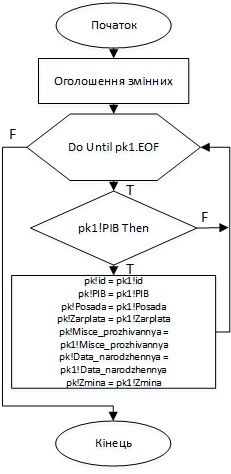 Початок
Оголошення змінних
F
Do Until pk1.EOF
T
F
pk1!PIB Then
T
pk!id = pk1!id
pk!PIB = pk1!PIB
pk!Posada = pk1!Posada
pk!Zarplata = pk1!Zarplata
pk!Misce_prozhivannya =
pk1!Misce_prozhivannya
pk!Data_narodzhennya =
pk1!Data_narodzhennya
pk!Zmina = pk1!Zmina
Кінець